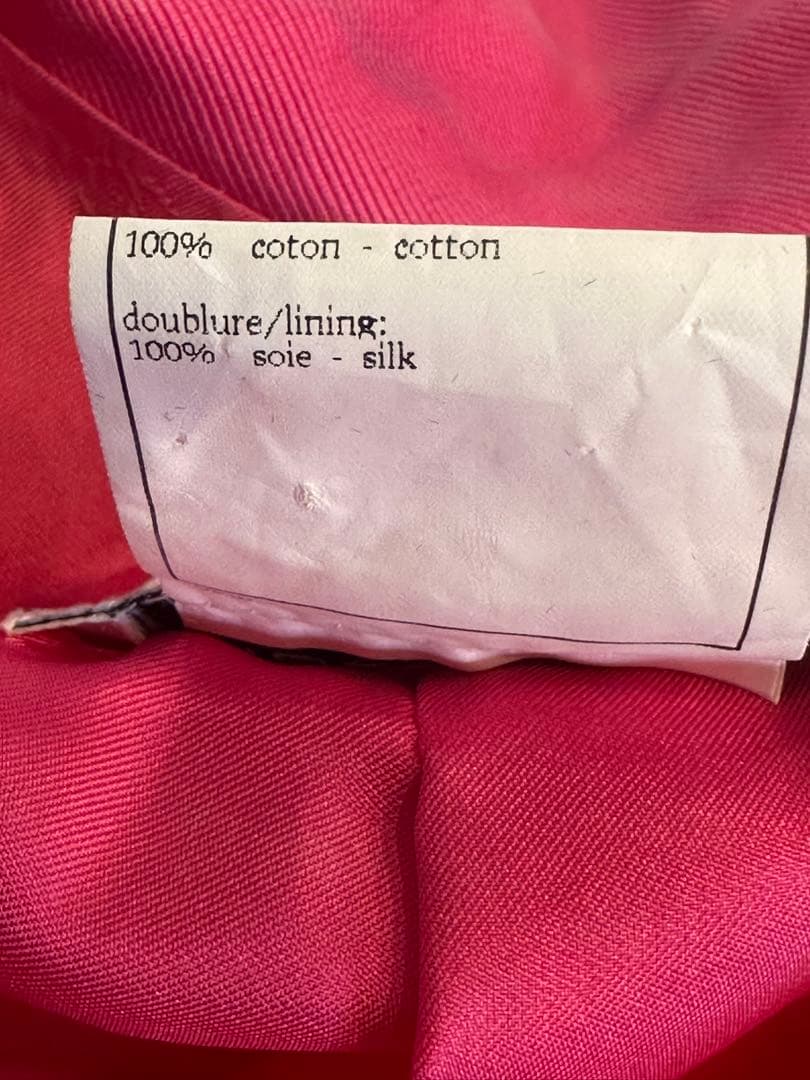 100% coton - cotton
doublure/lining:
100% soie - silk